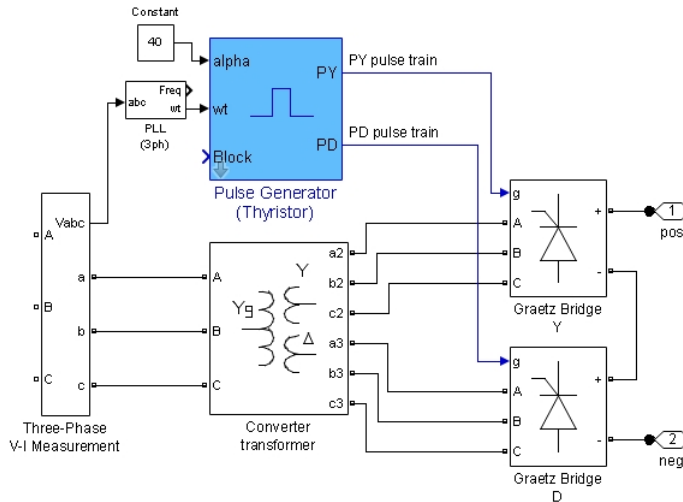 Constant
40
alpha
PY
PY pulse train
Freq
abc
wt
wt
PLL
(3ph)
PD
PD pulse train
Block
Pulse Generator
(Thyristor)
Vabc
A
a
B
b
C
c
Three-Phase
V-I Measurement
A
B
C
Yg
Y
Δ
a2
b2
c2
a3
b3
c3
Converter
transformer
g
A
B
C
+
-
Graetz Bridge
Y
1
pos
g
A
B
C
+
-
Graetz Bridge
D
2
neg